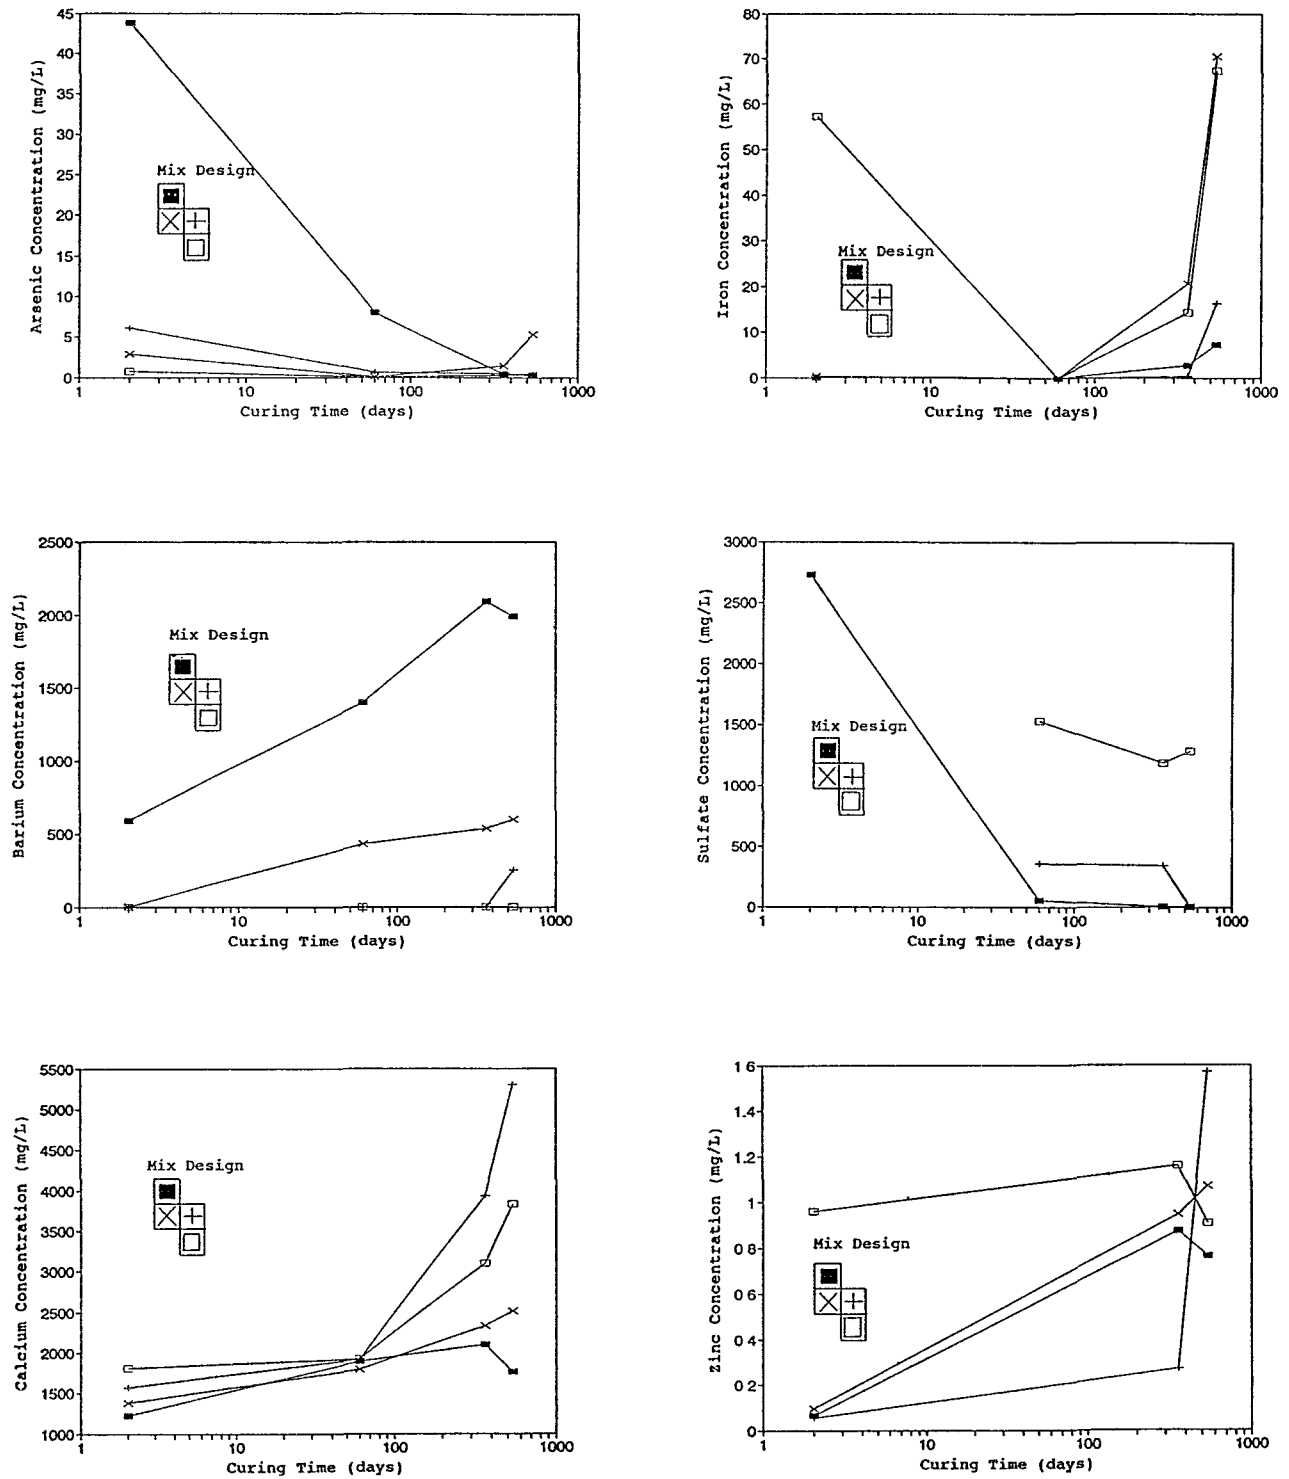 45
40
35
30
25
20
15
10
5
0
Arsenic Concentration (mg/L)
Mix Design
1 10 100 1000
Curing Time (days)
80
70
60
50
40
30
20
10
0
Iron Concentration (mg/L)
Mix Design
1 10 100 1000
Curing Time (days)
2500
2000
1500
1000
500
0
Barium Concentration (mg/L)
Mix Design
1 10 100 1000
Curing Time (days)
3000
2500
2000
1500
1000
500
0
Sulfate Concentration (mg/L)
Mix Design
1 10 100 1000
Curing Time (days)
5500
5000
4500
4000
3500
3000
2500
2000
1500
1000
Calcium Concentration (mg/L)
Mix Design
1 10 100 1000
Curing Time (days)
1 6
1.4
1.2
1
0.8
0.6
0.4
0 2
0
Zinc Concentration (mg/L)
Mix Design
1 10 100 1000
Curing Time (days)